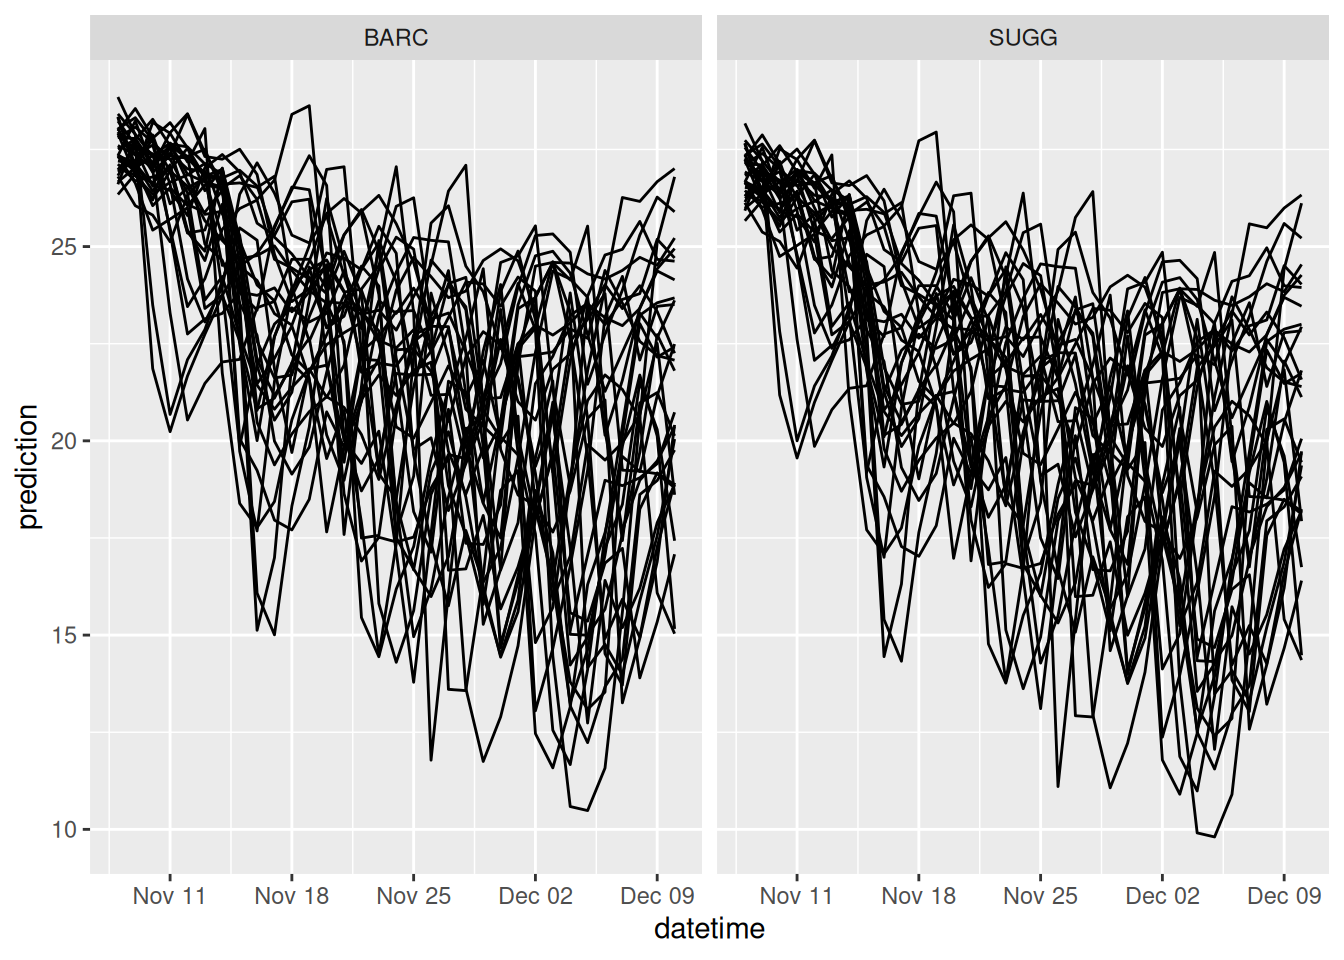 BARC
SUGG
prediction
25
20
15
10
Nov 11
Nov 18
Nov 25
Dec 02
Dec 09
Nov 11
Nov 18
Nov 25
Dec 02
Dec 09
datetime